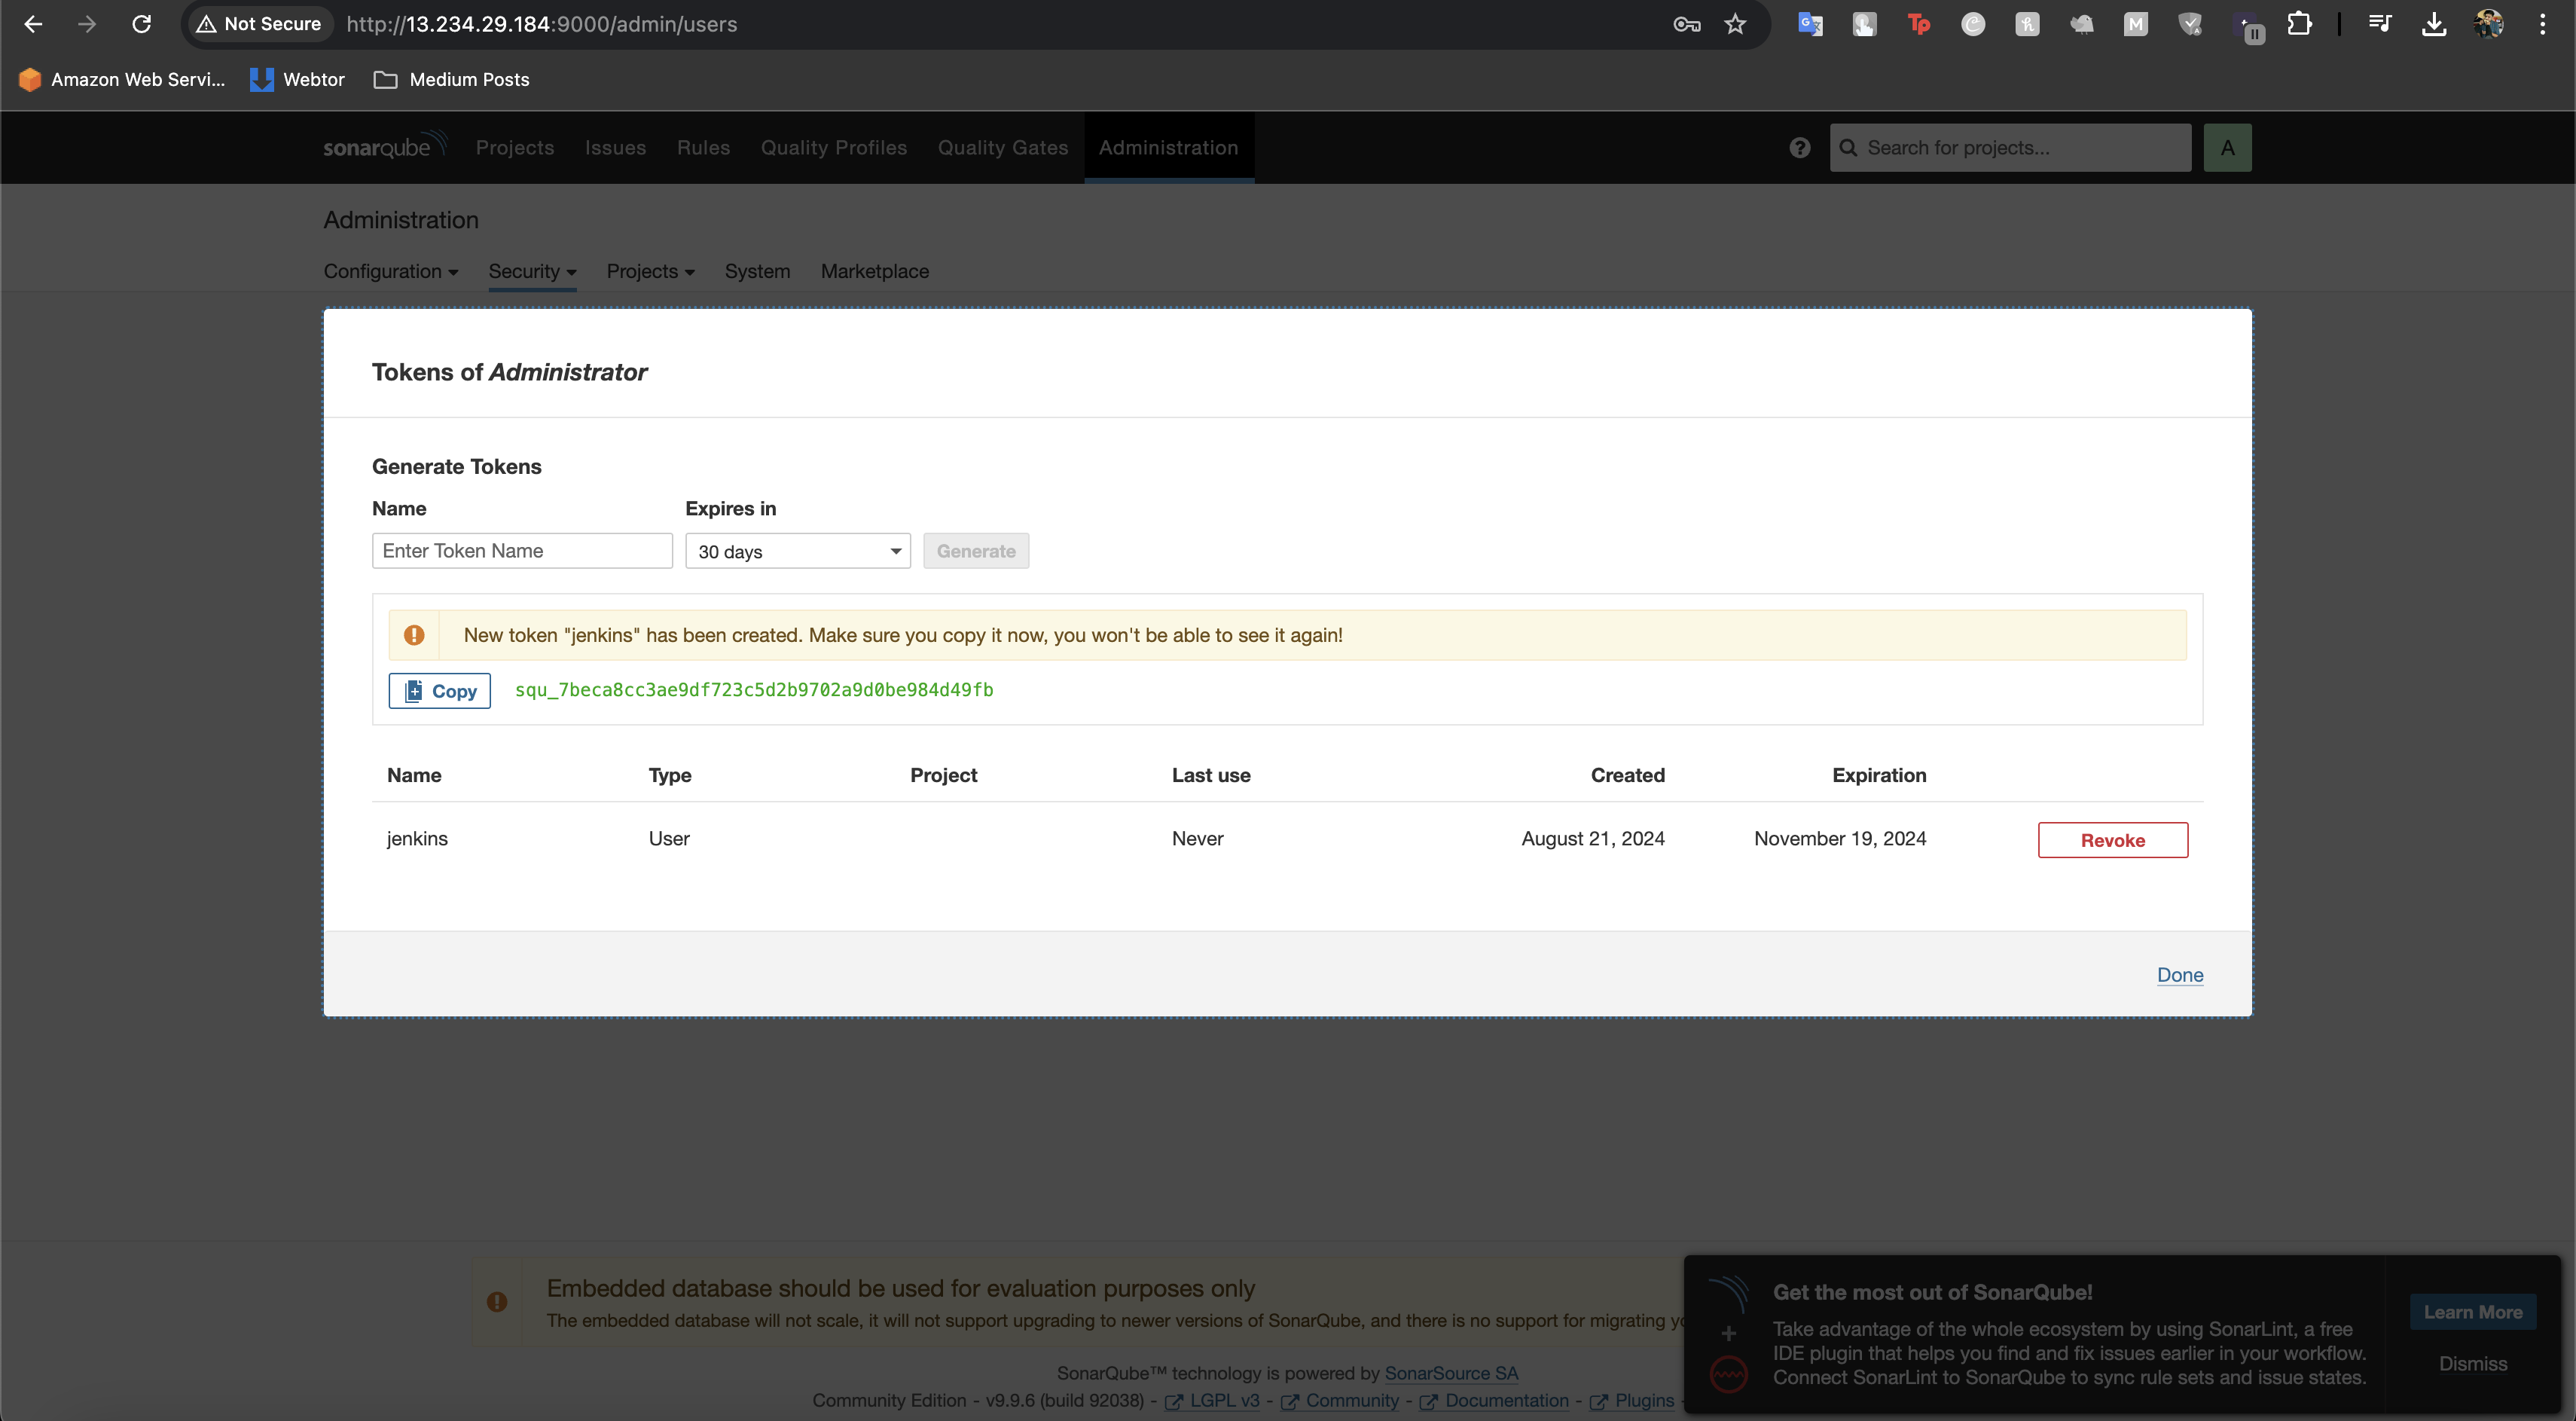 Not Secure http://13.234.29.184:9000/admin/users
Amazon Web Servi... Webtor Medium Posts
sonarqube Projects Issues Rules Quality Profiles Quality Gates Administration Search for projects... A
Administration
Configuration Security Projects System Marketplace
Tokens of Administrator
Generate Tokens
Name Expires in
Enter Token Name 30 days Generate
New token "jenkins" has been created. Make sure you copy it now, you won't be able to see it again!
Copy squ_7beca8cc3ae9df723c5d2b9702a9d0be984d49fb
Name Type Project Last use Created Expiration
jenkins User Never August 21, 2024 November 19, 2024 Revoke
Done
Embedded database should be used for evaluation purposes only
The embedded database will not scale, it will not support upgrading to newer versions of SonarQube, and there is no support for migrating
SonarQube™ technology is powered by SonarSource SA
Community Edition - v9.9.6 (build 92038) - LGPL v3 - Community - Documentation - Plugins -
Get the most out of SonarQube!
Take advantage of the whole ecosystem by using SonarLint, a free
IDE plugin that helps you find and fix issues earlier in your workflow.
Connect SonarLint to SonarQube to sync rule sets and issue states.
Learn More
Dismiss